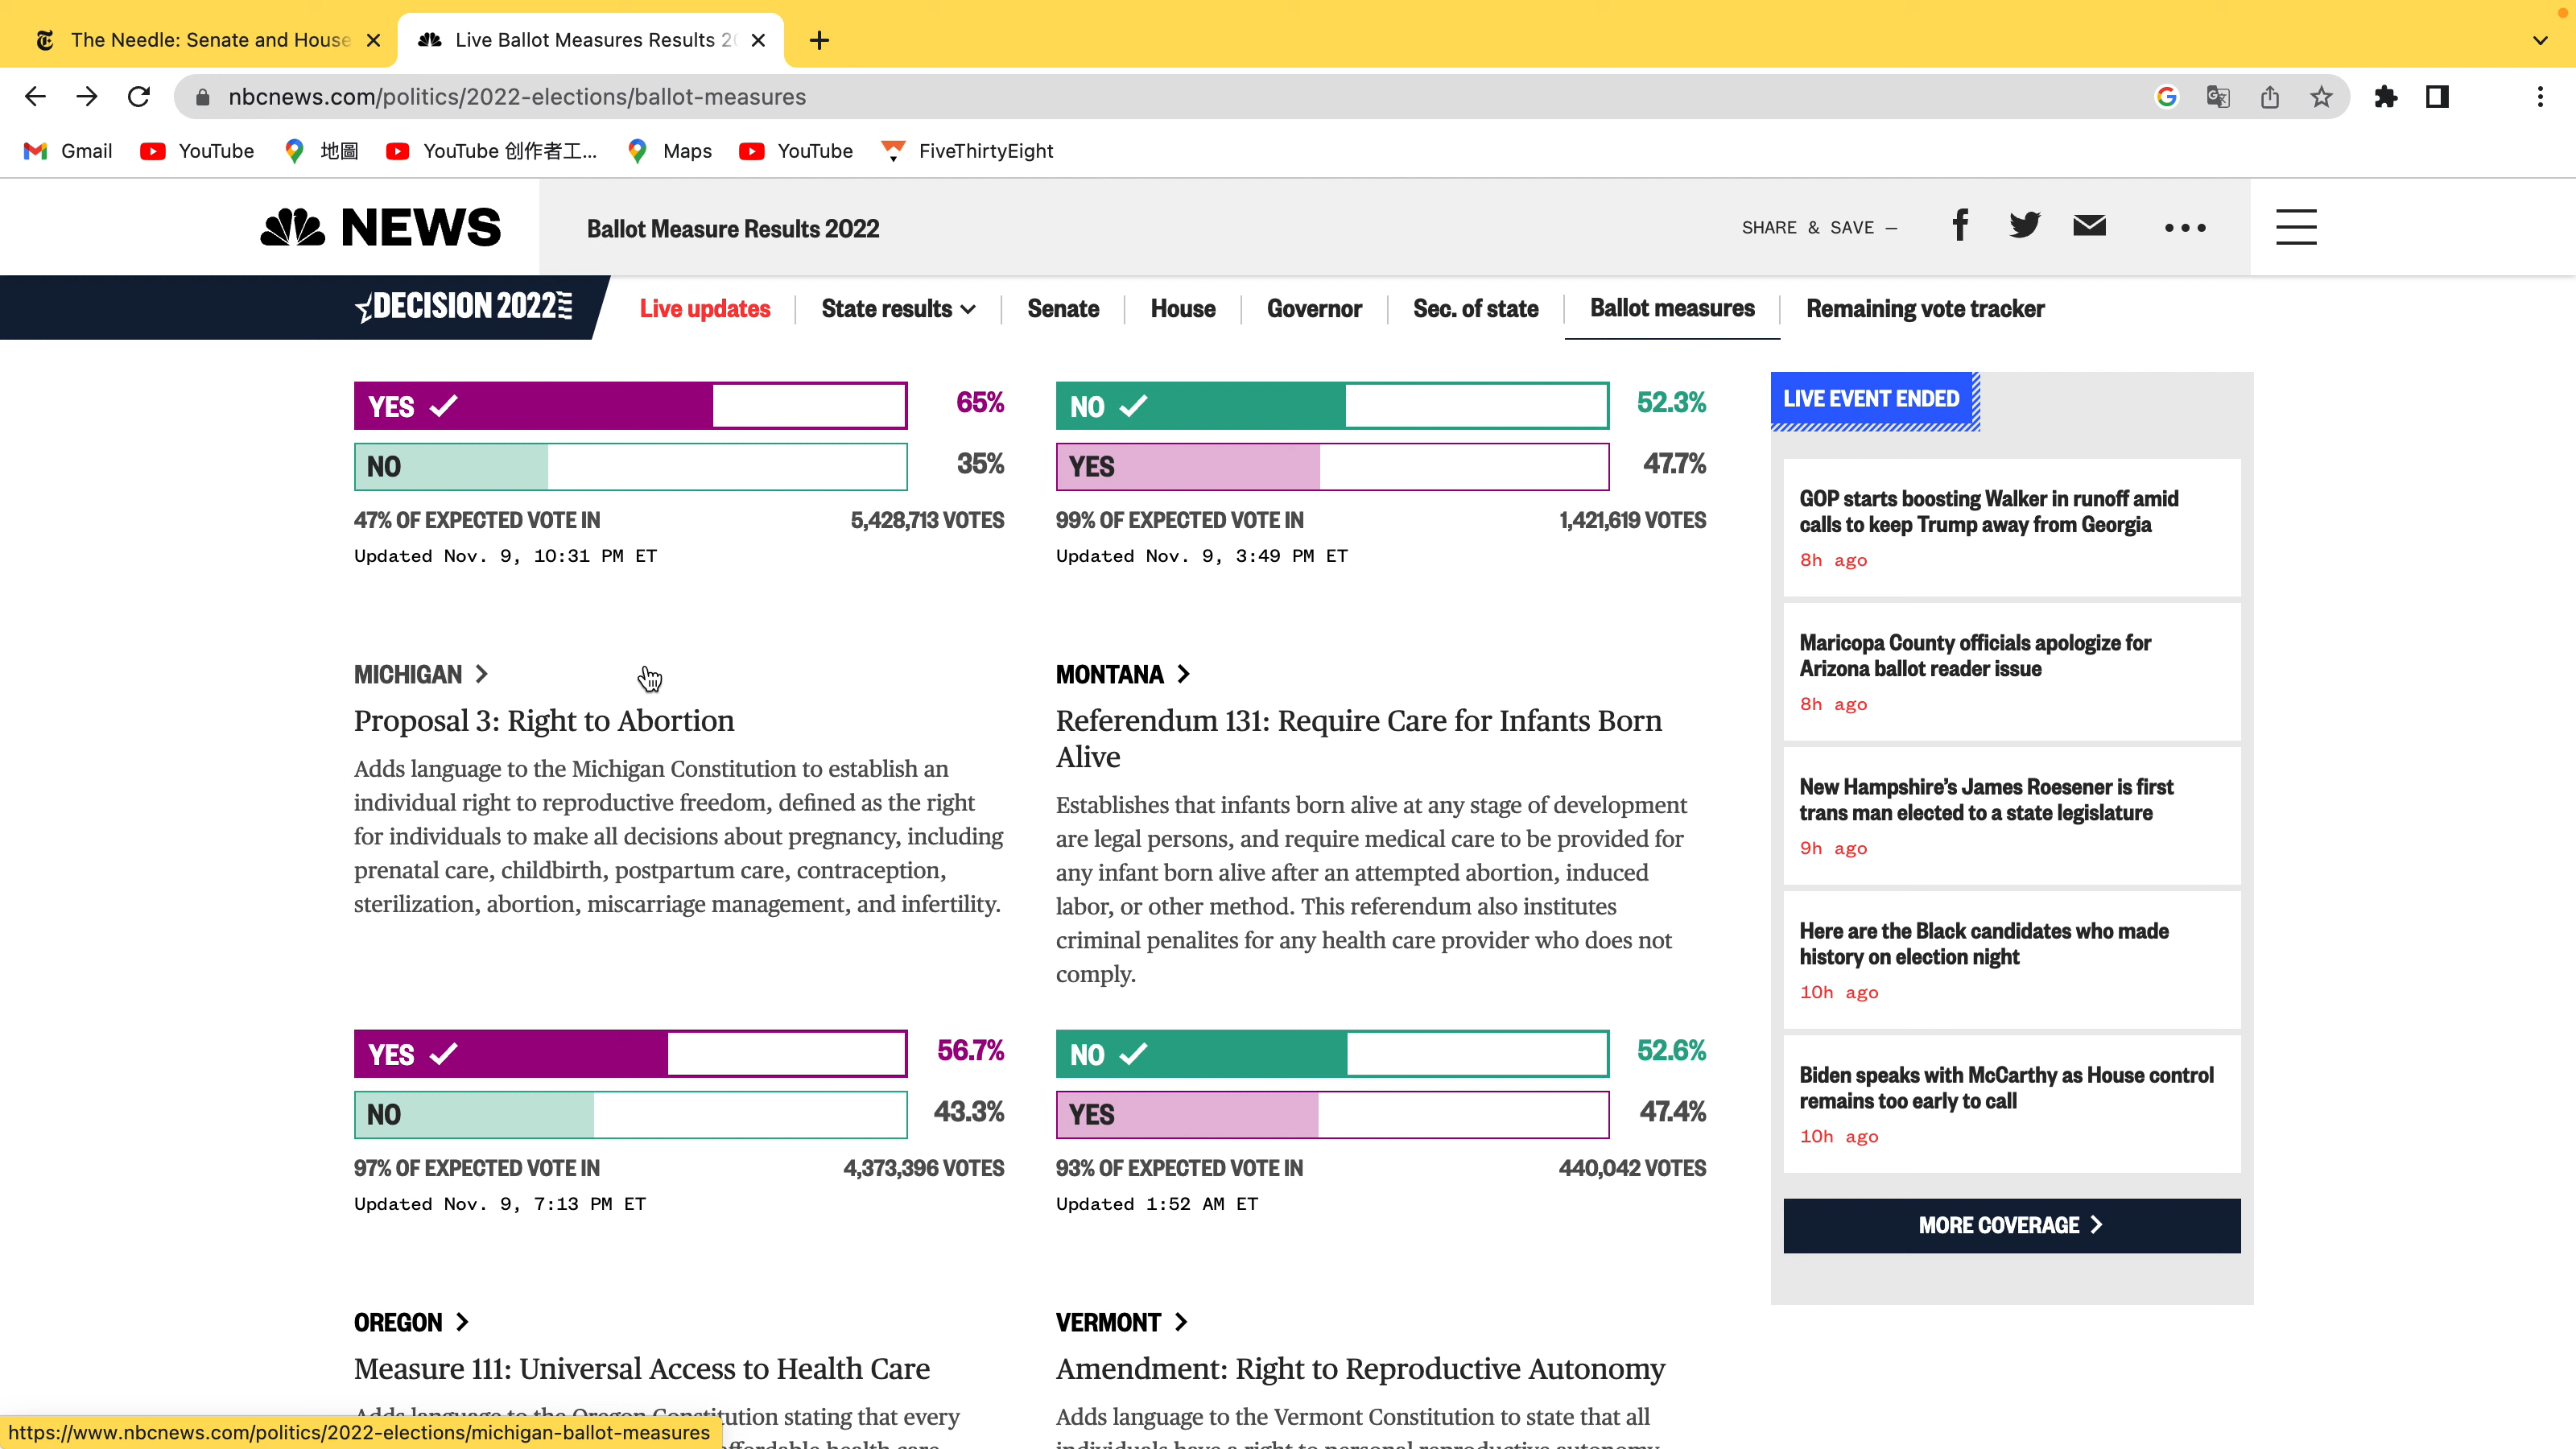 The Needle: Senate and House
Live Ballot Measures Results 2
nbcnews.com/politics/2022-elections/ballot-measures
Gmail YouTube 地圖 YouTube 创作者工... Maps YouTube FiveThirtyEight
NEWS Ballot Measure Results 2022 SHARE & SAVE —
DECISION 2022 Live updates State results Senate House Governor Sec. of state Ballot measures Remaining vote tracker
YES 65%
NO 35%
47% OF EXPECTED VOTE IN 5,428,713 VOTES
Updated Nov. 9, 10:31 PM ET
NO 52.3%
YES 47.7%
99% OF EXPECTED VOTE IN 1,421,619 VOTES
Updated Nov. 9, 3:49 PM ET
MICHIGAN
Proposal 3: Right to Abortion
Adds language to the Michigan Constitution to establish an
individual right to reproductive freedom, defined as the right
for individuals to make all decisions about pregnancy, including
prenatal care, childbirth, postpartum care, contraception,
sterilization, abortion, miscarriage management, and infertility.
YES 56.7%
NO 43.3%
97% OF EXPECTED VOTE IN 4,373,396 VOTES
Updated Nov. 9, 7:13 PM ET
MONTANA
Referendum 131: Require Care for Infants Born
Alive
Establishes that infants born alive at any stage of development
are legal persons, and require medical care to be provided for
any infant born alive after an attempted abortion, induced
labor, or other method. This referendum also institutes
criminal penalites for any health care provider who does not
comply.
NO 52.6%
YES 47.4%
93% OF EXPECTED VOTE IN 440,042 VOTES
Updated 1:52 AM ET
OREGON
Measure 111: Universal Access to Health Care
Adds language to the Oregon Constitution stating that every
VERMONT
Amendment: Right to Reproductive Autonomy
Adds language to the Vermont Constitution to state that all
individuals have a right to personal reproductive autonomy
LIVE EVENT ENDED
GOP starts boosting Walker in runoff amid
calls to keep Trump away from Georgia
8h ago
Maricopa County officials apologize for
Arizona ballot reader issue
8h ago
New Hampshire's James Roesener is first
trans man elected to a state legislature
9h ago
Here are the Black candidates who made
history on election night
10h ago
Biden speaks with McCarthy as House control
remains too early to call
10h ago
MORE COVERAGE
https://www.nbcnews.com/politics/2022-elections/michigan-ballot-measures